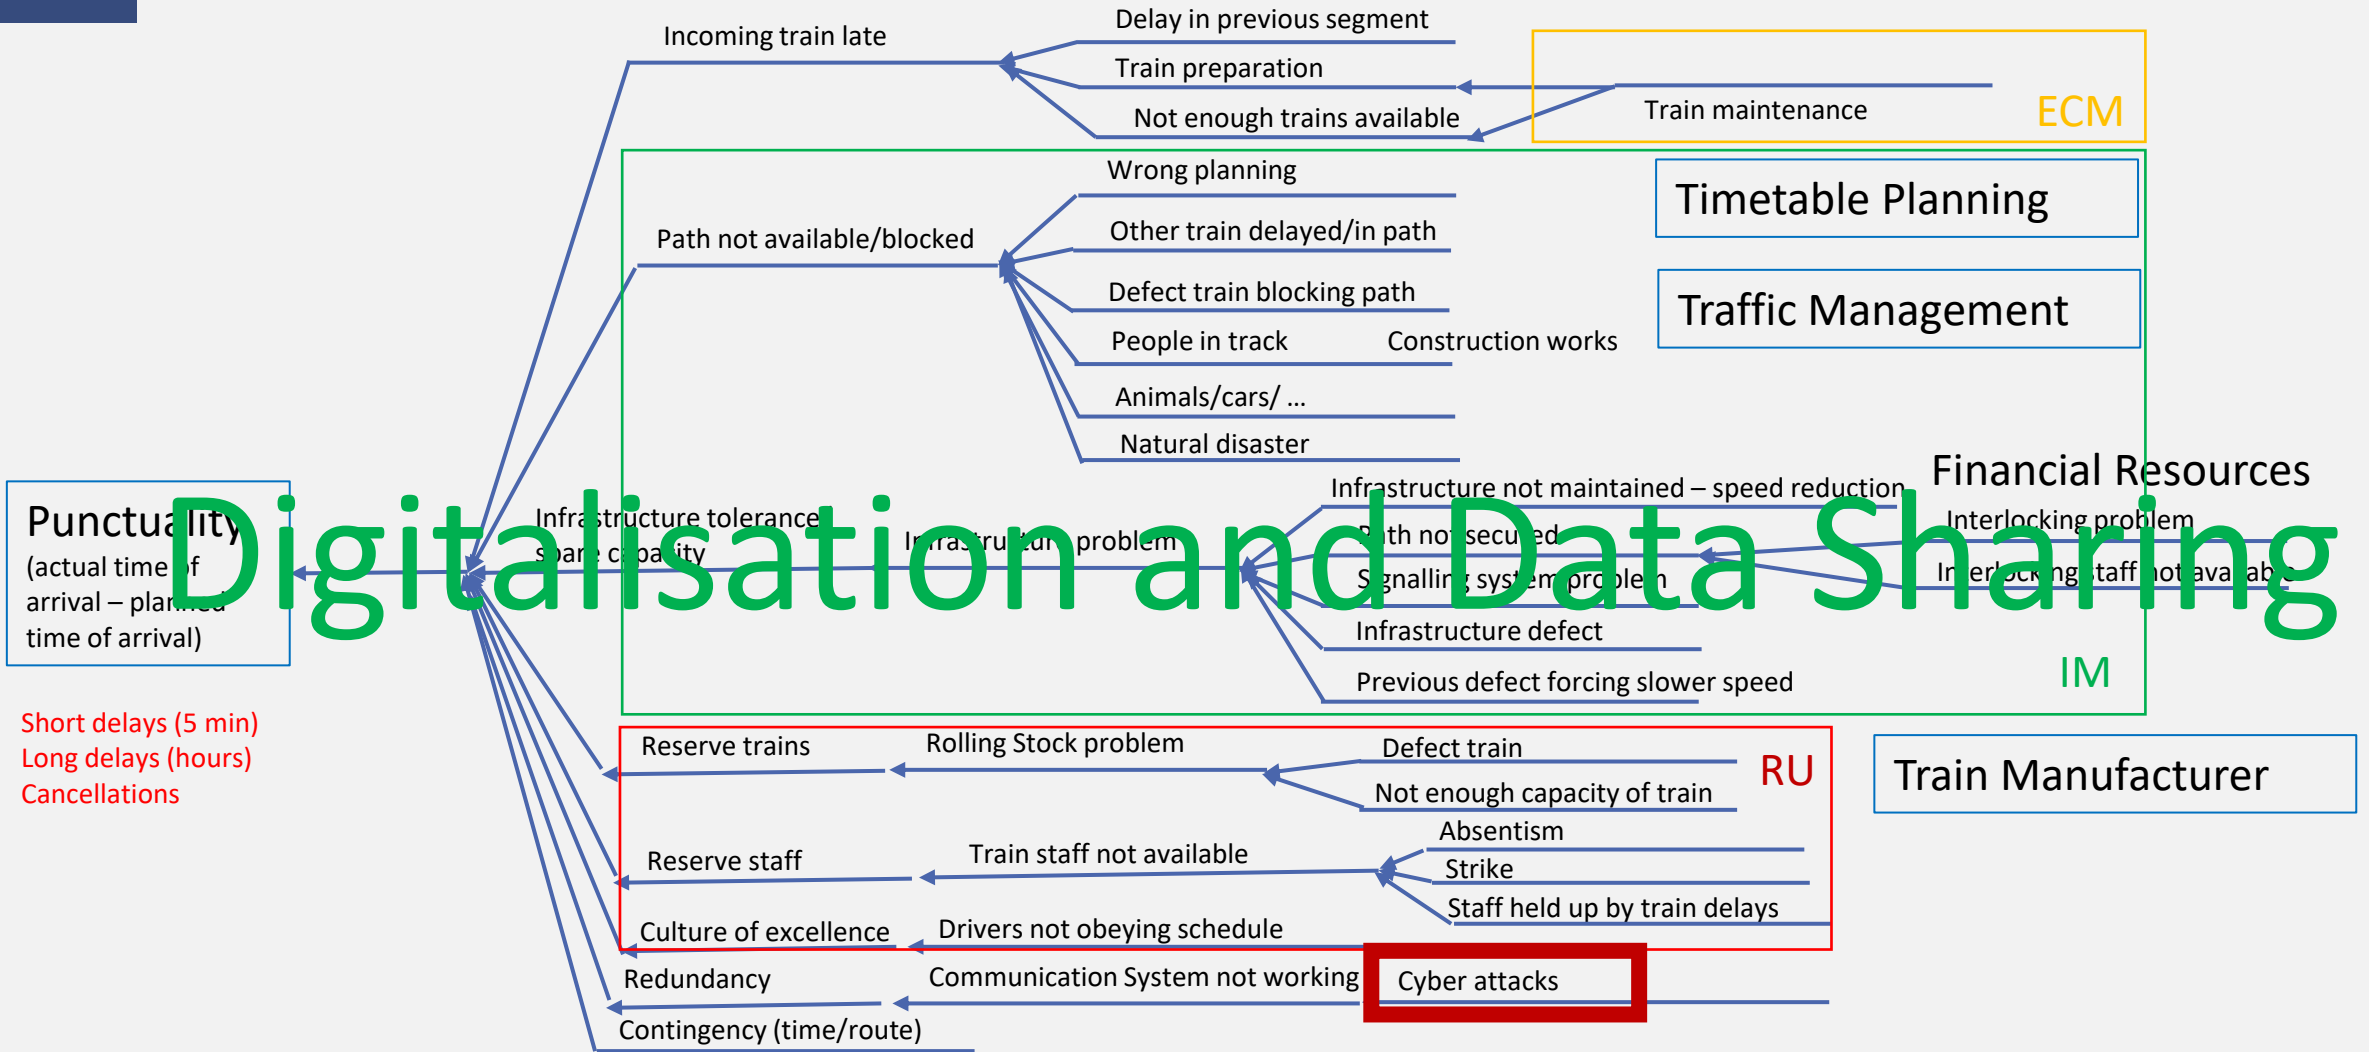 Incoming train late
Delay in previous segment
Train preparation
Not enough trains available
Train maintenance
ECM
Path not available/blocked
Wrong planning
Other train delayed/in path
Defect train blocking path
People in track
Construction works
Animals/cars/ ...
Natural disaster
Timetable Planning
Traffic Management
Financial Resources
Punctuality
(actual time of
arrival – planned
time of arrival)
Short delays (5 min)
Long delays (hours)
Cancellations
Digitalisation and Data Sharing
Infrastructure tolerance
spare capacity
Infrastructure problem
Infrastructure not maintained – speed reduction
Path not secured
Signalling system problem
Infrastructure defect
Previous defect forcing slower speed
Interlocking problem
Interlocking staff not available
IM
Reserve trains
Rolling Stock problem
Defect train
Not enough capacity of train
RU
Train Manufacturer
Reserve staff
Train staff not available
Absentism
Strike
Staff held up by train delays
Culture of excellence
Drivers not obeying schedule
Redundancy
Communication System not working
Cyber attacks
Contingency (time/route)